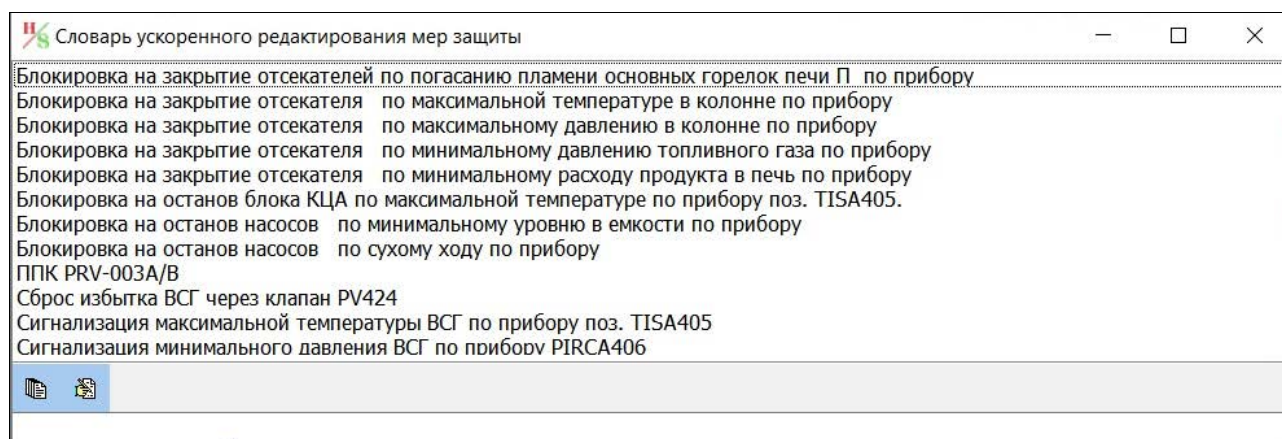 H/S Словарь ускоренного редактирования мер защиты
Блокировка на закрытие отсекателей по погасанию пламени основных горелок печи П  по прибору
Блокировка на закрытие отсекателя   по максимальной температуре в колонне по прибору
Блокировка на закрытие отсекателя   по максимальному давлению в колонне по прибору
Блокировка на закрытие отсекателя   по минимальному давлению топливного газа по прибору
Блокировка на закрытие отсекателя   по минимальному расходу продукта в печь по прибору
Блокировка на останов блока КЦА по максимальной температуре по прибору поз. TISA405.
Блокировка на останов насосов   по минимальному уровню в емкости по прибору
Блокировка на останов насосов   по сухому ходу по прибору
ППК PRV-003A/B
Сброс избытка ВСГ через клапан PV424
Сигнализация максимальной температуры ВСГ по прибору поз. TISA405
Сигнализация минимального давления ВСГ по прибору PIRCA406